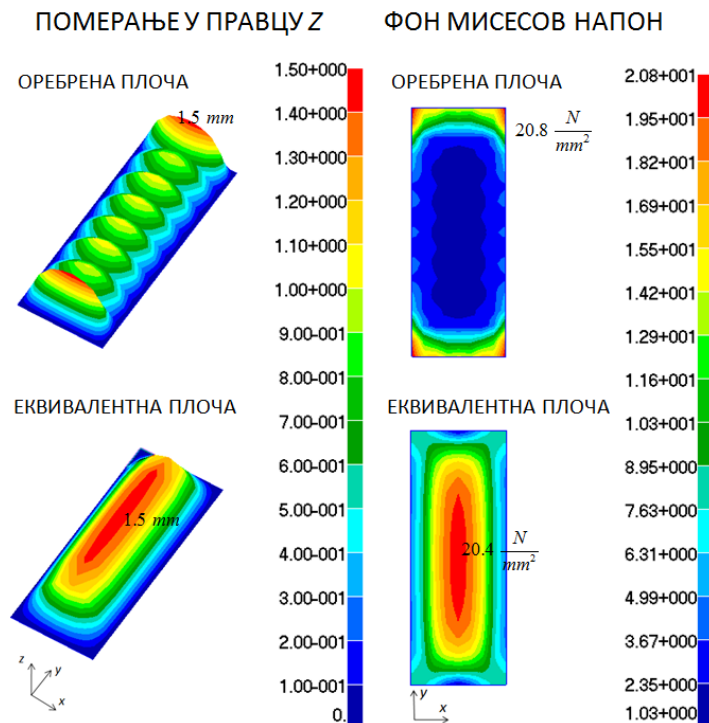 ПОМЕРАЊЕ У ПРАВЦУ Z
ФОН МИСЕСОВ НАПОН
ОРЕБРЕНА ПЛОЧА
1.5 mm
1.50+000
1.40+000
1.30+000
1.20+000
1.10+000
1.00+000
9.00-001
8.00-001
7.00-001
6.00-001
5.00-001
4.00-001
3.00-001
2.00-001
1.00-001
0.
ЕКВИВАЛЕНТНА ПЛОЧА
1.5 mm
z
y
x
ОРЕБРЕНА ПЛОЧА
20.8 N/mm²
2.08+001
1.95+001
1.82+001
1.69+001
1.55+001
1.42+001
1.29+001
1.16+001
1.03+001
8.95+000
7.63+000
6.31+000
4.99+000
3.67+000
2.35+000
1.03+000
ЕКВИВАЛЕНТНА ПЛОЧА
20.4 N/mm²
y
x